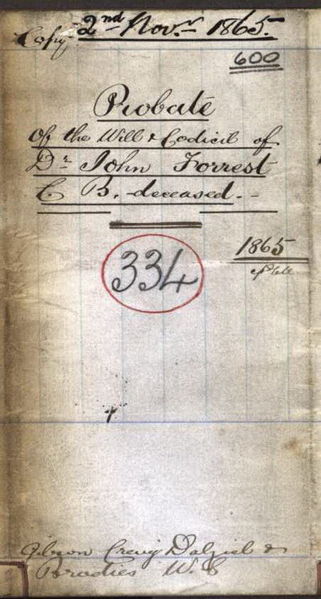 Copy 2nd Novr 1865.
600
Probate
Of the Will & Codicil of
Dr John Forrest
C B. deceased.-
1865
334
Gibson Craig Dalziel &
Brodies W.S